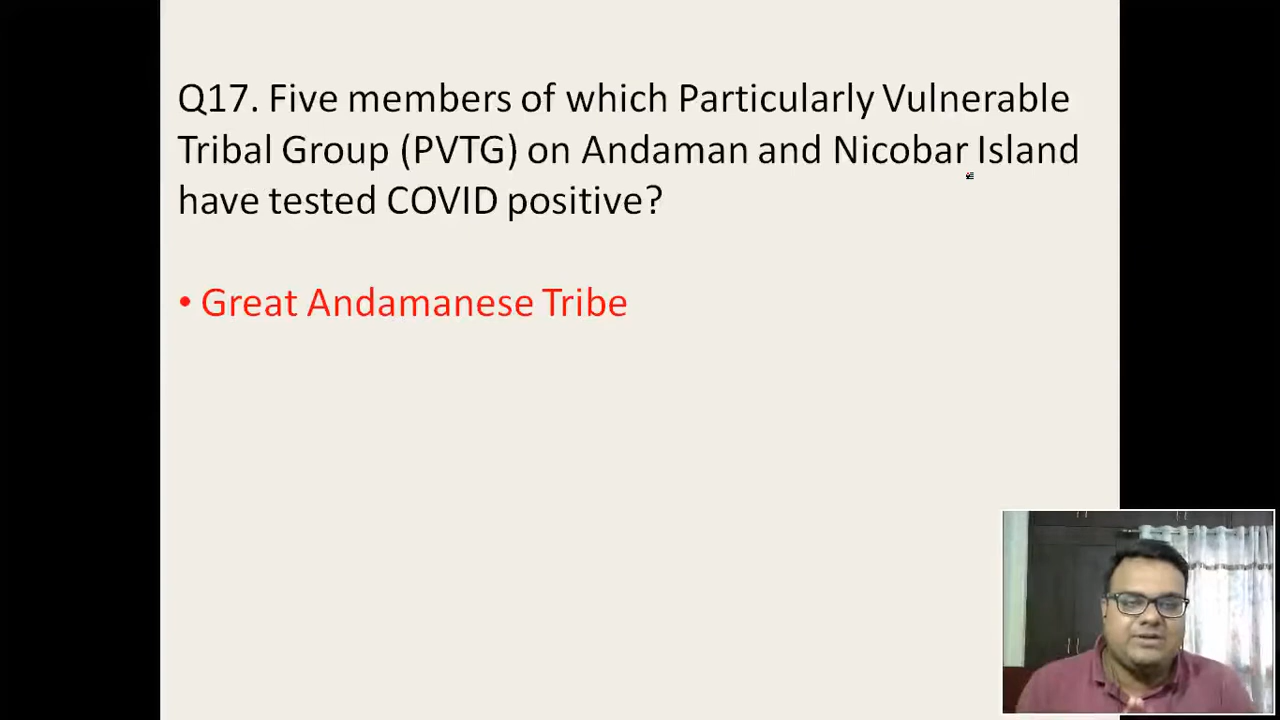 Q17. Five members of which Particularly Vulnerable
Tribal Group (PVTG) on Andaman and Nicobar Island
have tested COVID positive?
• Great Andamanese Tribe